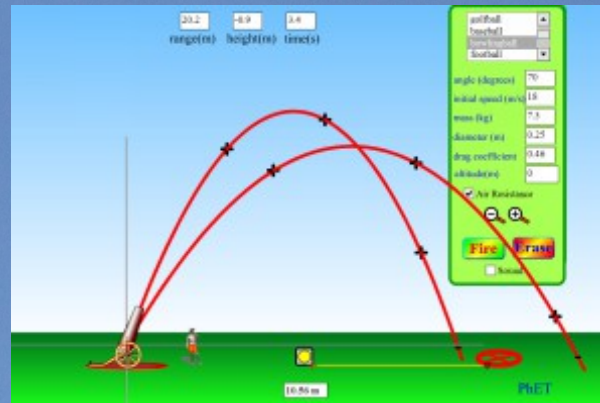 20.2 -0.9 3.4
range(m) height(m) time(s)
golfball
baseball
bowlingball
football
angle (degrees) 70
initial speed (m/s) 18
mass (kg) 7.3
diameter (m) 0.25
drag coefficient 0.46
altitude(m) 0
Air Resistance
Fire Erase
Sound
10.56 m
PhET